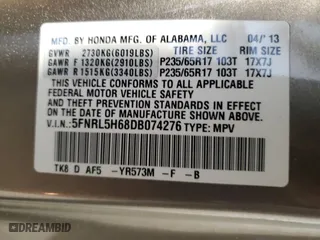 MFD. BY HONDA MFG. OF ALABAMA, LLC 04/'13
GVWR 2730KG(6019LBS) TIRE SIZE RIM SIZE
GAWR F 1320KG(2910LBS) P235/65R17 103T 17X7J
GAWR R 1515KG(3340LBS) P235/65R17 103T 17X7J
THIS VEHICLE CONFORMS TO ALL APPLICABLE
FEDERAL MOTOR VEHICLE SAFETY
STANDARDS IN EFFECT ON THE DATE
OF MANUFACTURE SHOWN ABOVE.
V.I.N:5FNRL5H68DB074276 TYPE: MPV
TK8 D AF5 -YR573M -F -B
DREAMBID